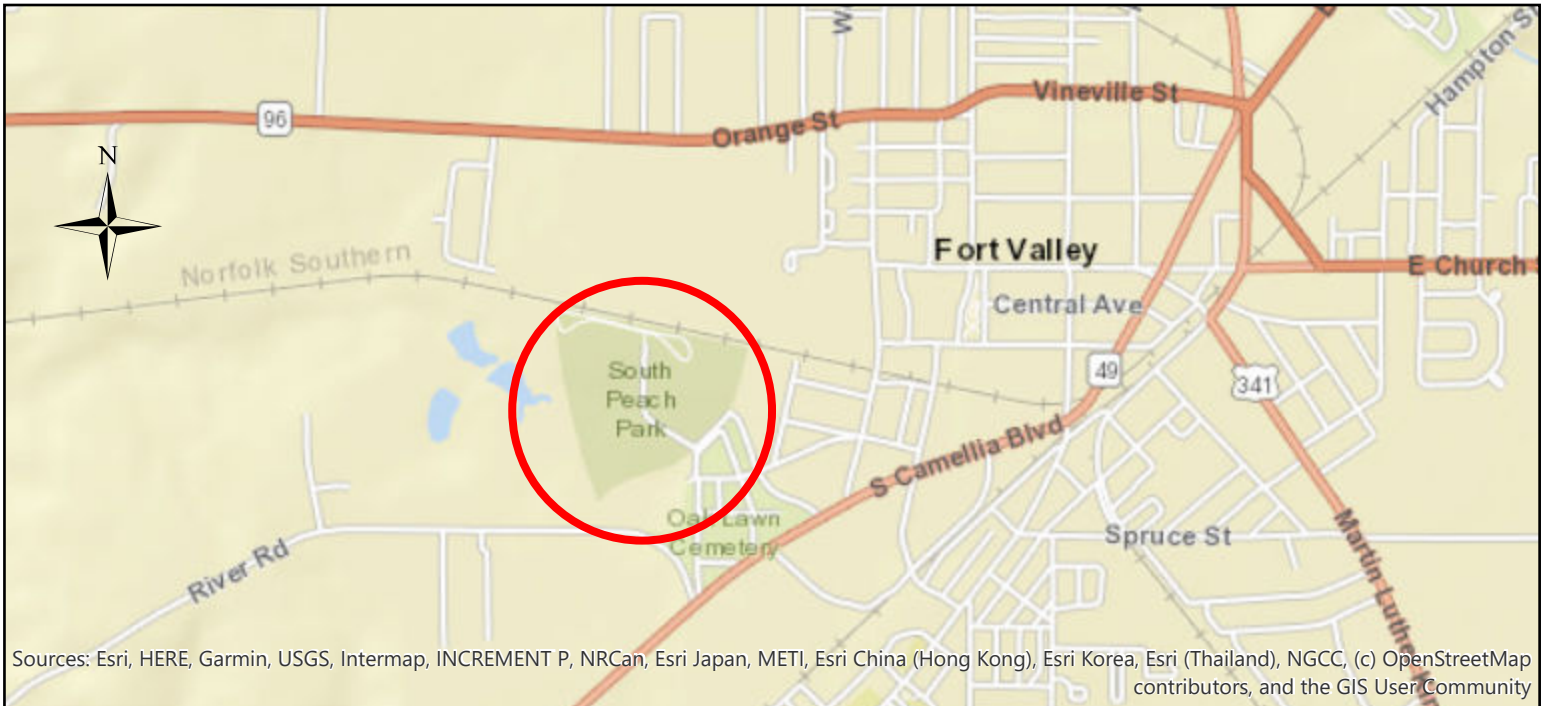 W
Hampton S
Vineville St
96
Orange St
N
Fort Valley
Norfolk Southern
E Church
Central Ave
South
Peach
Park
49
341
S Camellia Blvd
Oak Lawn
Cemetery
Spruce St
River Rd
Martin Luther Ki
Sources: Esri, HERE, Garmin, USGS, Intermap, INCREMENT P, NRCan, Esri Japan, METI, Esri China (Hong Kong), Esri Korea, Esri (Thailand), NGCC, (c) OpenStreetMap
contributors, and the GIS User Community